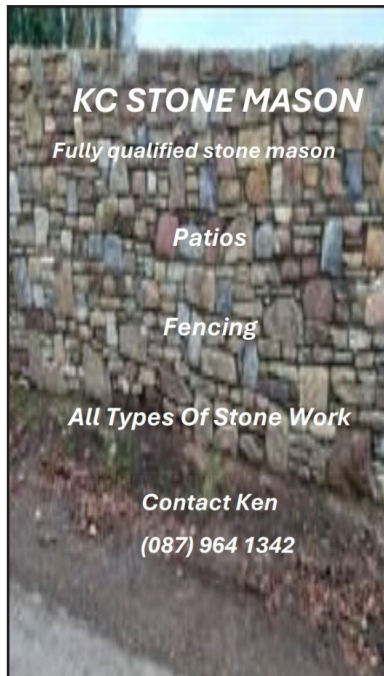 KC STONE MASON
Fully qualified stone mason
Patios
Fencing
All Types Of Stone Work
Contact Ken
(087) 964 1342